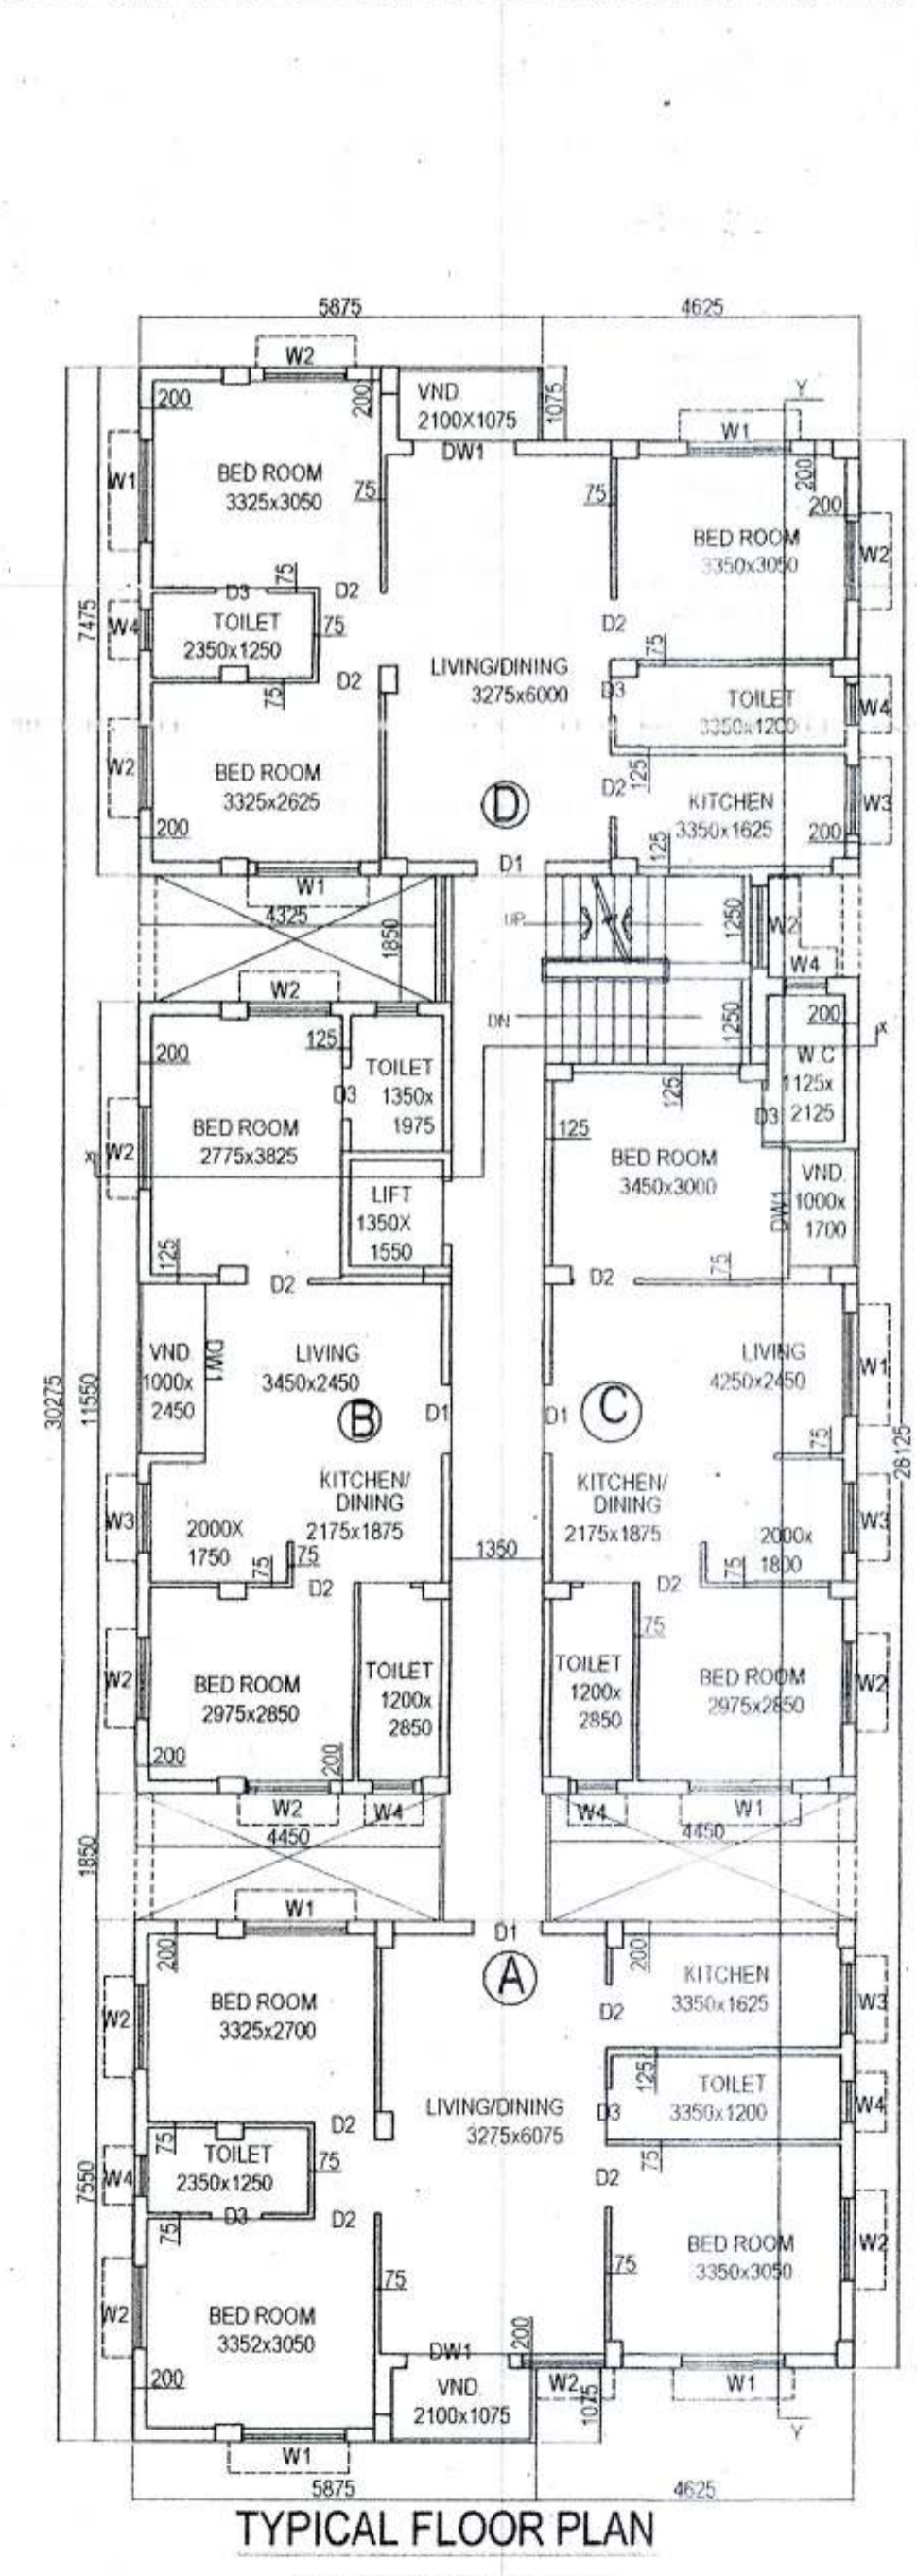 5875
4625
W2
200
200
VND
2100X1075
1075
Y
W1
W1
BED ROOM
3325x3050
75
DW1
75
200
200
BED ROOM
3350x3050
W2
7475
D3
75
D2
W4
TOILET
2350x1250
75
D2
75
LIVING/DINING
3275x6000
D2
75
D3
TOILET
3350x1200
W4
W2
BED ROOM
3325x2625
D
D2
125
KITCHEN
3350x1625
W3
200
200
125
W1
D1
4325
1850
UP
1250
W2
W4
W2
DN
1250
200
X
200
125
TOILET
1350x
1975
D3
W.C
1125x
2125
D3
W2
BED ROOM
2775x3825
125
125
BED ROOM
3450x3000
X
LIFT
1350X
1550
VND
1000x
1700
DW1
125
D2
D2
75
30275
11550
VND
1000x
2450
DW1
LIVING
3450x2450
B
D1
D1
C
LIVING
4250x2450
W1
75
28125
W3
KITCHEN/
DINING
2175x1875
2000X
1750
75
75
D2
1350
KITCHEN/
DINING
2175x1875
2000x
1800
75
D2
W3
75
W2
BED ROOM
2975x2850
TOILET
1200x
2850
TOILET
1200x
2850
BED ROOM
2975x2850
W2
200
200
W2
W4
W4
W1
4450
4450
1850
W1
D1
200
A
200
KITCHEN
3350x1625
W3
W2
BED ROOM
3325x2700
D2
125
TOILET
3350x1200
W4
D3
LIVING/DINING
3275x6075
D2
75
TOILET
2350x1250
75
W4
7550
D3
75
D2
D2
75
BED ROOM
3350x3050
W2
75
75
W2
BED ROOM
3352x3050
200
DW1
200
VND
2100x1075
W2
1075
W1
Y
W1
5875
4625
TYPICAL FLOOR PLAN